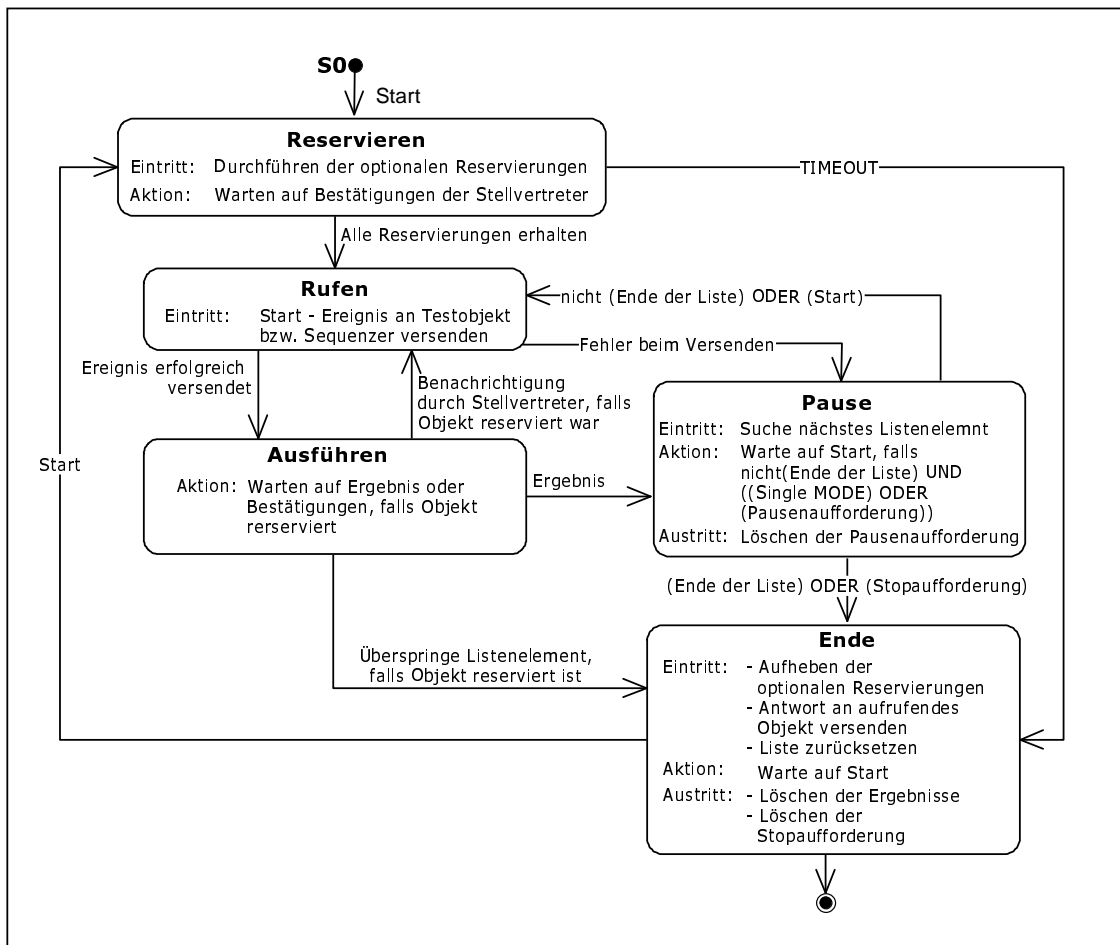 S0
Start
Reservieren
Eintritt: Durchführen der optionalen Reservierungen
Aktion: Warten auf Bestätigungen der Stellvertreter
TIMEOUT
Alle Reservierungen erhalten
Rufen
Eintritt: Start - Ereignis an Testobjekt
bzw. Sequenzer versenden
nicht (Ende der Liste) ODER (Start)
Fehler beim Versenden
Ereignis erfolgreich
versendet
Benachrichtigung
durch Stellvertreter, falls
Objekt reserviert war
Pause
Eintritt: Suche nächstes Listenelemnt
Aktion: Warte auf Start, falls
nicht(Ende der Liste) UND
((Single MODE) ODER
(Pausenaufforderung))
Austritt: Löschen der Pausenaufforderung
Start
Ausführen
Aktion: Warten auf Ergebnis oder
Bestätigungen, falls Objekt
rerserviert
Ergebnis
(Ende der Liste) ODER (Stopaufforderung)
Überspringe Listenelement,
falls Objekt reserviert ist
Ende
Eintritt: - Aufheben der
optionalen Reservierungen
- Antwort an aufrufendes
Objekt versenden
- Liste zurücksetzen
Aktion: Warte auf Start
Austritt: - Löschen der Ergebnisse
- Löschen der
Stopaufforderung